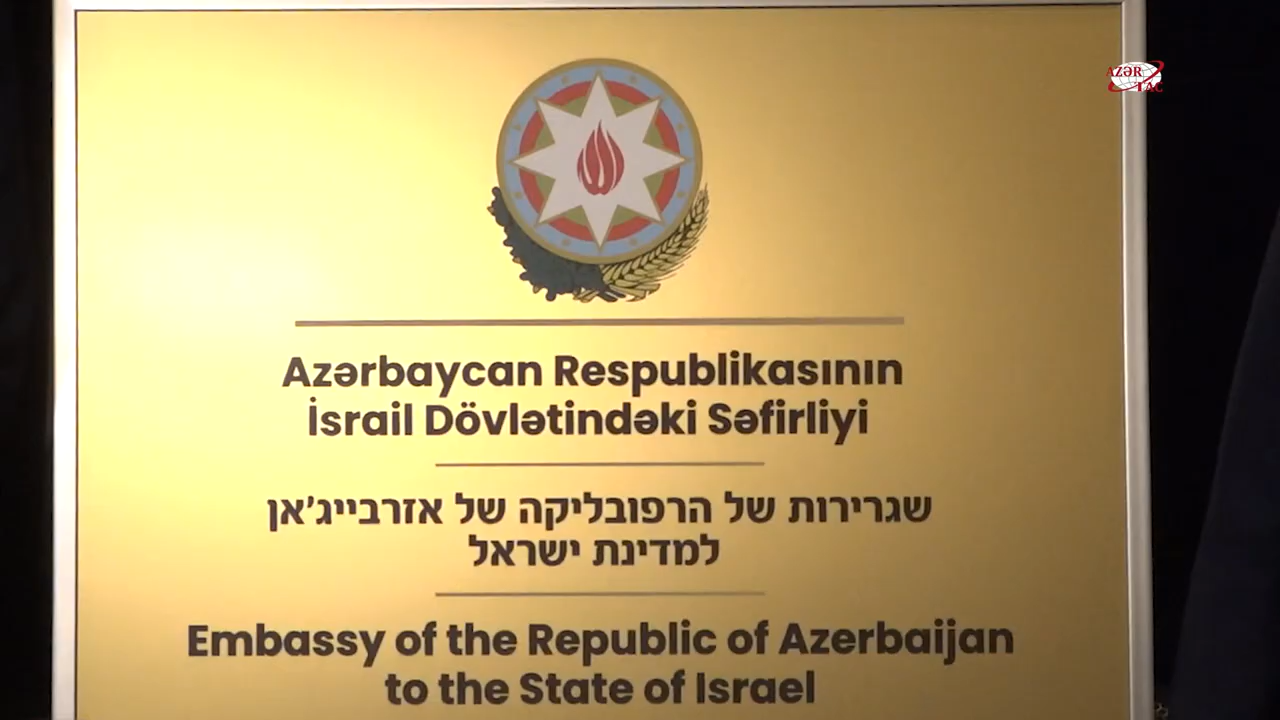 AZƏR
TAC
Azərbaycan Respublikasının
İsrail Dövlətindəki Səfirliyi
שגרירות של הרפובליקה של אזרבייג'אן
למדינת ישראל
Embassy of the Republic of Azerbaijan
to the State of Israel